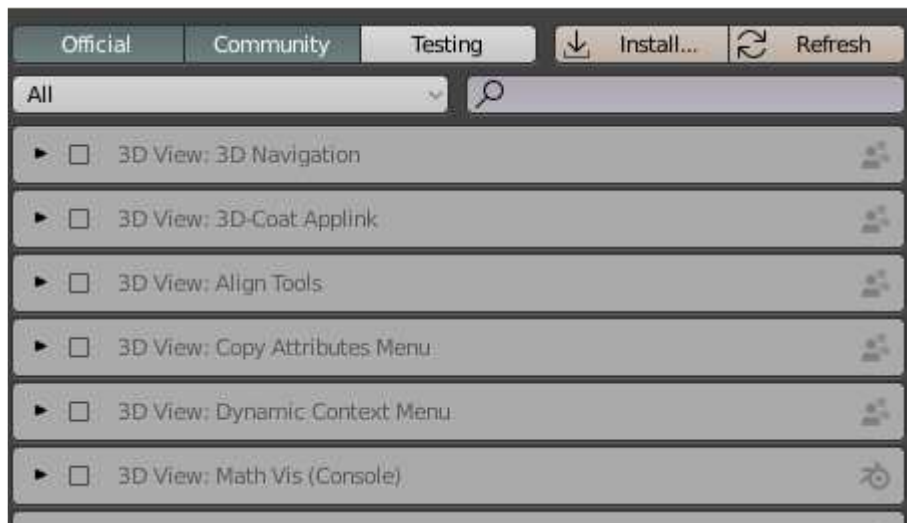 Official Community Testing Install... Refresh
All
3D View: 3D Navigation
3D View: 3D-Coat Applink
3D View: Align Tools
3D View: Copy Attributes Menu
3D View: Dynamic Context Menu
3D View: Math Vis (Console)